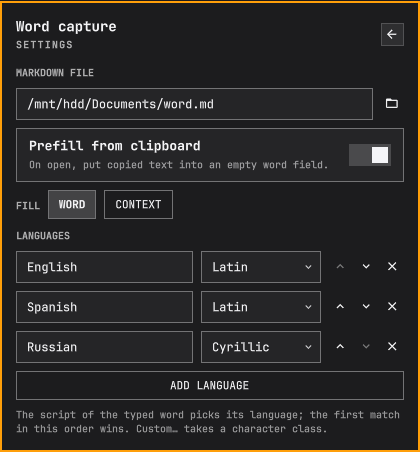 Word capture
SETTINGS
MARKDOWN FILE
/mnt/hdd/Documents/word.md
Prefill from clipboard
On open, put copied text into an empty word field.
FILL WORD CONTEXT
LANGUAGES
English Latin
Spanish Latin
Russian Cyrillic
ADD LANGUAGE
The script of the typed word picks its language; the first match
in this order wins. Custom… takes a character class.